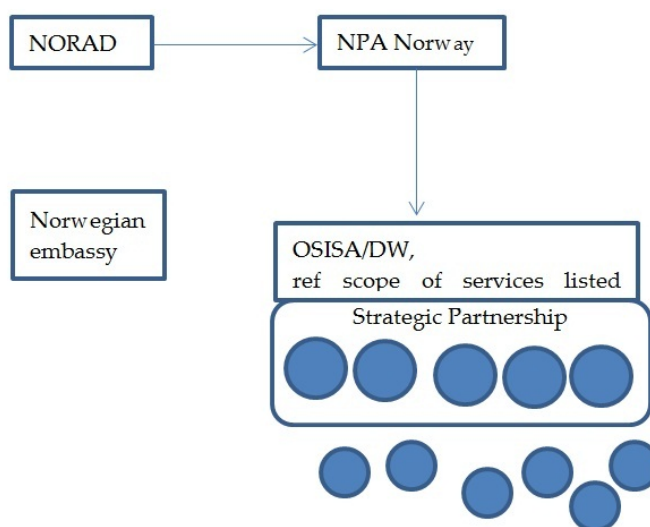 NORAD
NPA Norway
Norwegian
embassy
OSISA/DW,
ref scope of services listed
Strategic Partnership